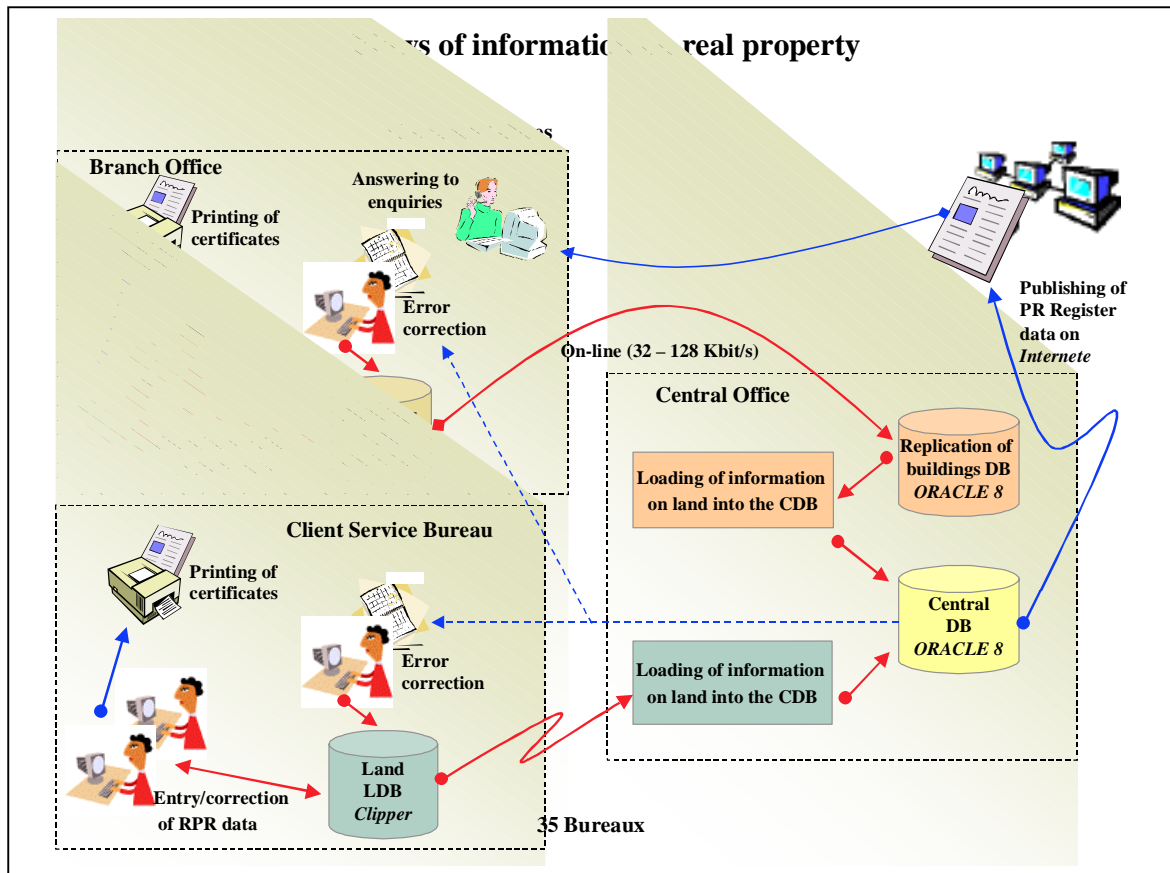 of information
real property
Branch Office
Printing of
certificates
Answering to
enquiries
Error
correction
On-line (32 – 128 Kbit/s)
Publishing of
PR Register
data on
Internete
Central Office
Replication of
buildings DB
ORACLE 8
Loading of information
on land into the CDB
Central
DB
ORACLE 8
Loading of information
on land into the CDB
Client Service Bureau
Printing of
certificates
Error
correction
Land
LDB
Clipper
Entry/correction
of RPR data
35 Bureaux